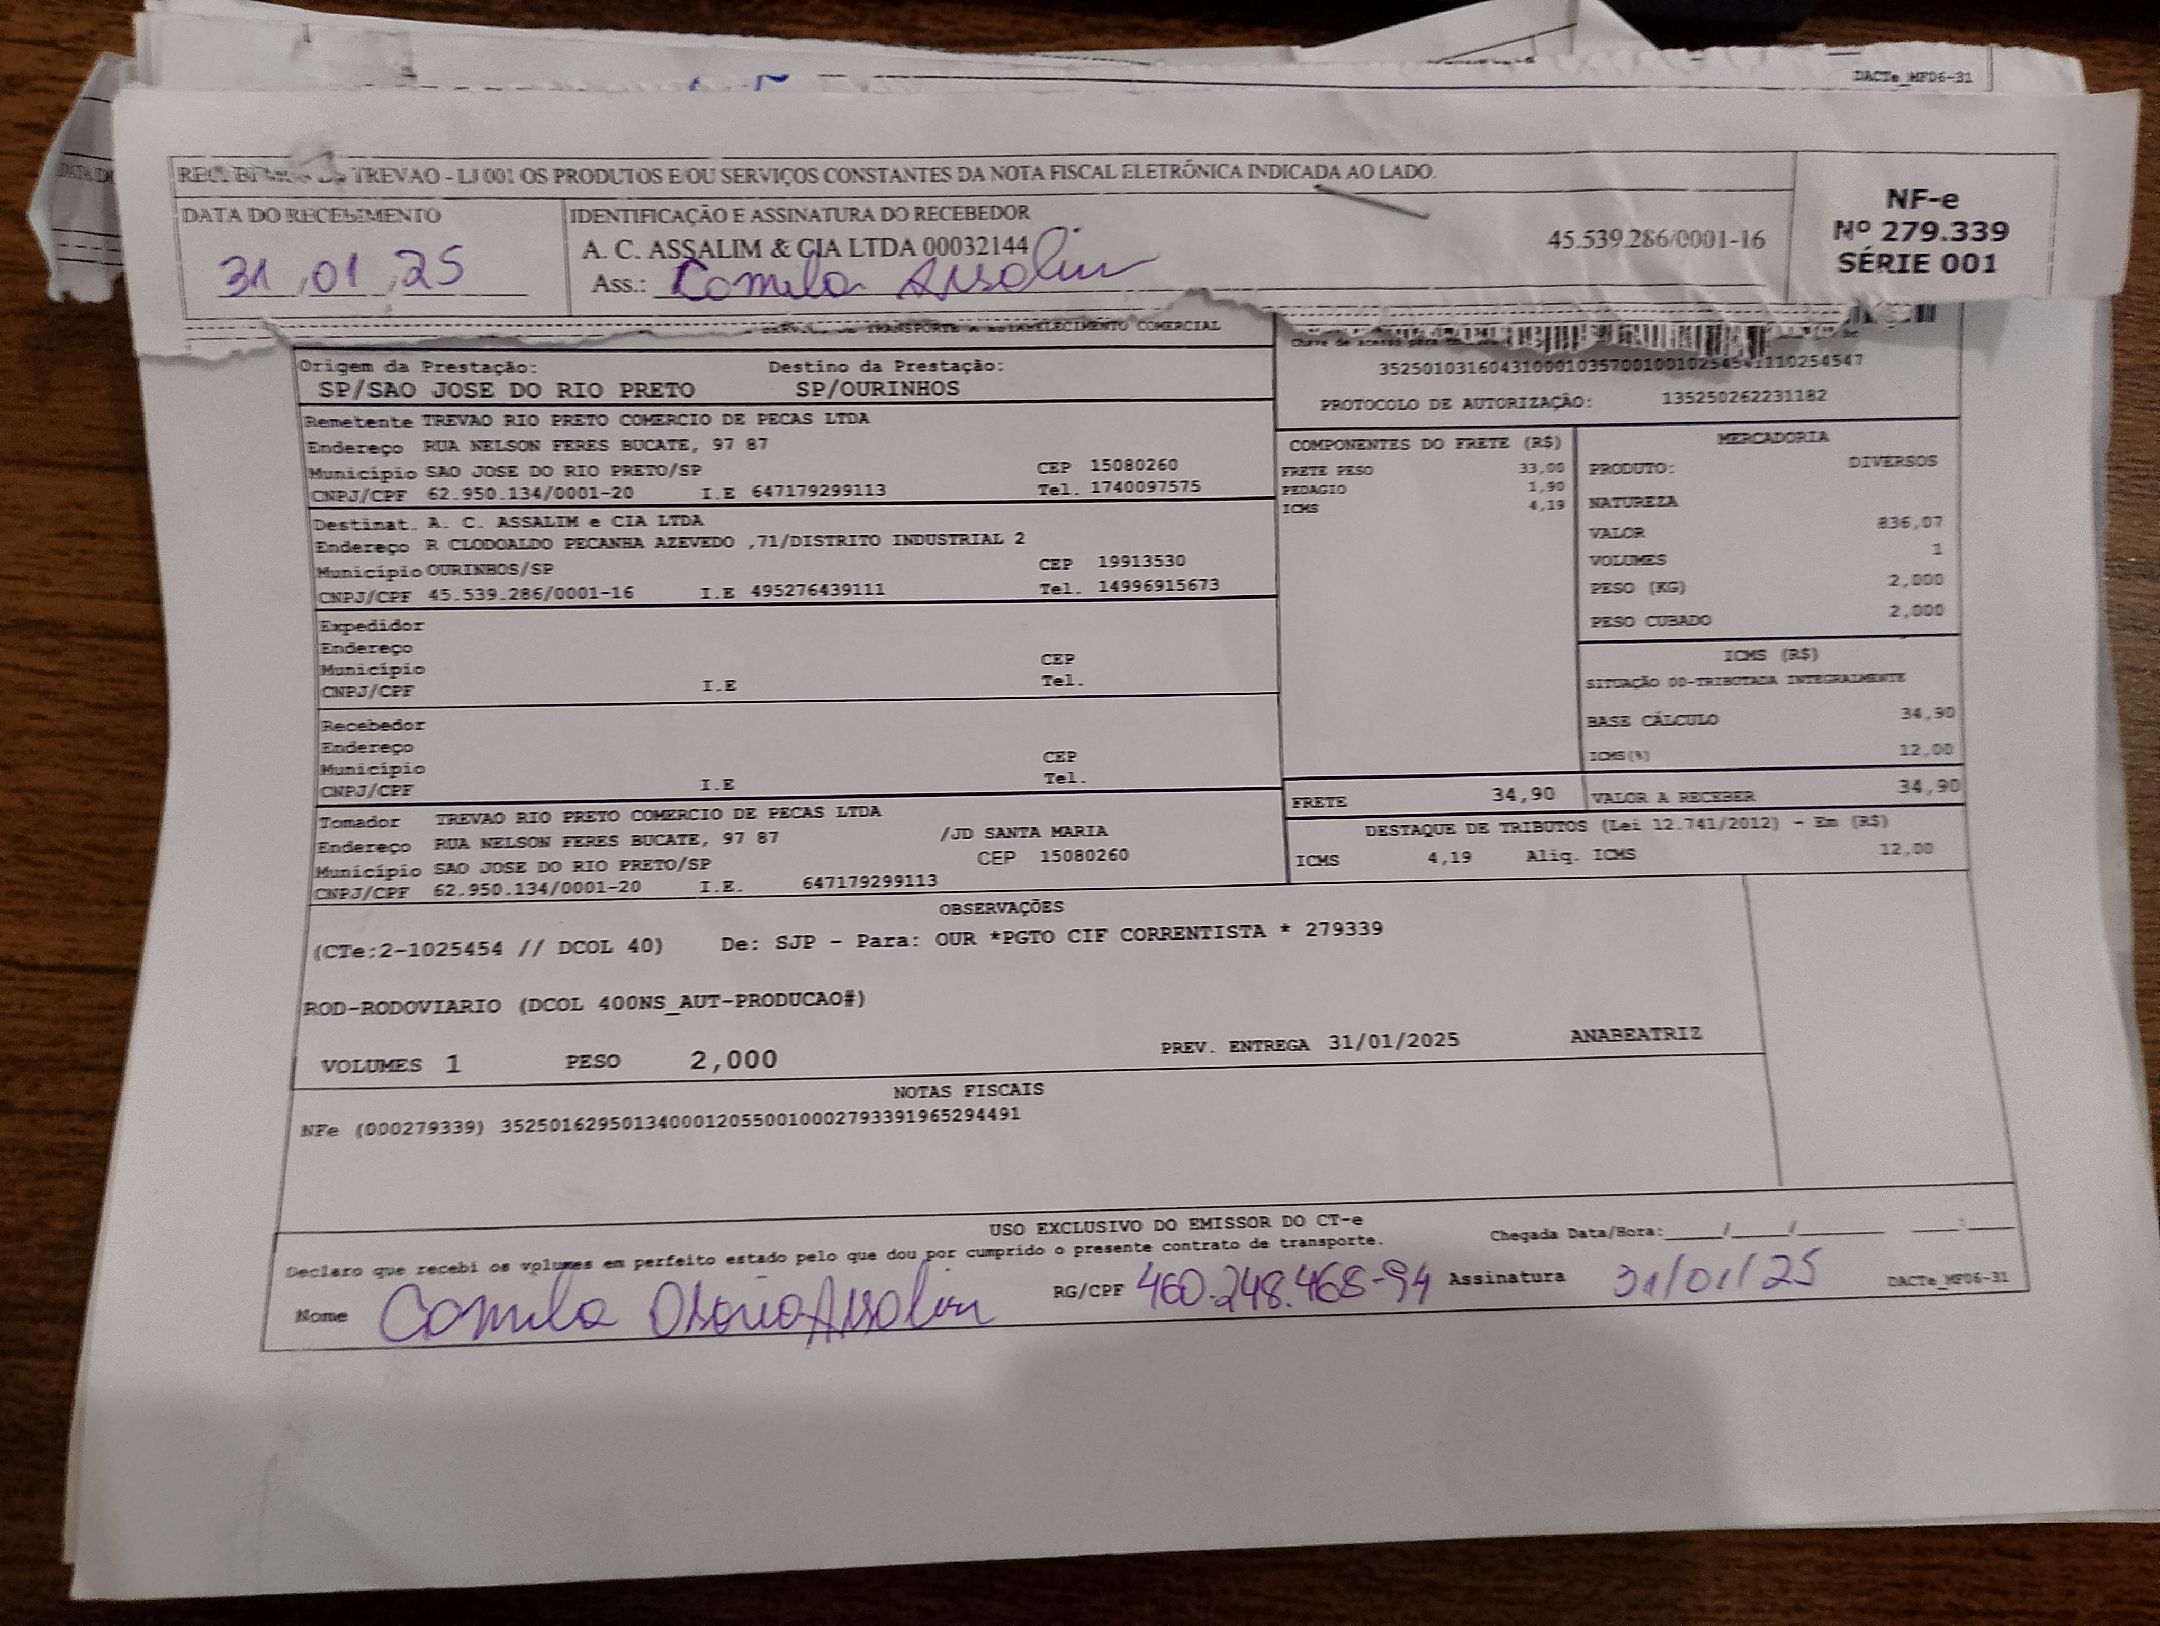 DACTe_MF06-31
DATA DO
TREVAO - LJ 001 OS PRODUTOS E/OU SERVIÇOS CONSTANTES DA NOTA FISCAL ELETRÔNICA INDICADA AO LADO.
DATA DO RECEBIMENTO
31,01,25
IDENTIFICAÇÃO E ASSINATURA DO RECEBEDOR
A. C. ASSALIM & CIA LTDA 00032144
45.539.286/0001-16
Ass.: Camila Assalim
NF-e
Nº 279.339
SÉRIE 001
TRANSPORTE A ESTABELECIMENTO COMERCIAL
Origem da Prestação: Destino da Prestação:
SP/SAO JOSE DO RIO PRETO SP/OURINHOS
Chave de acesso para
PROTOCOLO DE AUTORIZAÇÃO: 135250262231182
Remetente TREVAO RIO PRETO COMERCIO DE PECAS LTDA
Endereço RUA NELSON FERES BUCATE, 97 87
Município SAO JOSE DO RIO PRETO/SP CEP 15080260
CNPJ/CPF 62.950.134/0001-20 I.E 647179299113 Tel. 1740097575
Destinat. A. C. ASSALIM e CIA LTDA
Endereço R CLODOALDO PECANHA AZEVEDO ,71/DISTRITO INDUSTRIAL 2
Município OURINHOS/SP CEP 19913530
CNPJ/CPF 45.539.286/0001-16 I.E 495276439111 Tel. 14996915673
Expedidor
Endereço
Município CEP
CNPJ/CPF I.E Tel.
Recebedor
Endereço
Município CEP
CNPJ/CPF I.E Tel.
Tomador TREVAO RIO PRETO COMERCIO DE PECAS LTDA
Endereço RUA NELSON FERES BUCATE, 97 87 /JD SANTA MARIA
Município SAO JOSE DO RIO PRETO/SP CEP 15080260
CNPJ/CPF 62.950.134/0001-20 I.E. 647179299113
COMPONENTES DO FRETE (R$)
FRETE PESO 33,00
PEDAGIO 1,90
ICMS 4,19
MERCADORIA
PRODUTO: DIVERSOS
NATUREZA
VALOR 836,07
VOLUMES 1
PESO (KG) 2,000
PESO CUBADO 2,000
ICMS (R$)
SITUAÇÃO 00-TRIBUTADA INTEGRALMENTE
BASE CÁLCULO 34,90
ICMS(%) 12,00
FRETE 34,90 VALOR A RECEBER 34,90
DESTAQUE DE TRIBUTOS (Lei 12.741/2012) - Em (R$)
ICMS 4,19 Aliq. ICMS 12,00
OBSERVAÇÕES
(CTe:2-1025454 // DCOL 40) De: SJP - Para: OUR *PGTO CIF CORRENTISTA * 279339
ROD-RODOVIARIO (DCOL 400NS_AUT-PRODUCAO#)
VOLUMES 1 PESO 2,000 PREV. ENTREGA 31/01/2025 ANABEATRIZ
NOTAS FISCAIS
NFe (000279339) 35250162950134000120550010002793391965294491
USO EXCLUSIVO DO EMISSOR DO CT-e
Declaro que recebi os volumes em perfeito estado pelo que dou por cumprido o presente contrato de transporte.
Chegada Data/Hora:____/____/____ ____:____
Nome Camila Osorio Assalim RG/CPF 460.248.468-94 Assinatura 31/01/25 DACTe_MF06-31